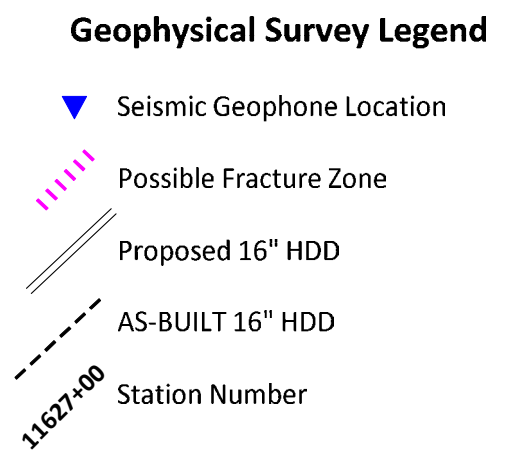 Geophysical Survey Legend
Seismic Geophone Location
Possible Fracture Zone
Proposed 16" HDD
AS-BUILT 16" HDD
11627+00 Station Number